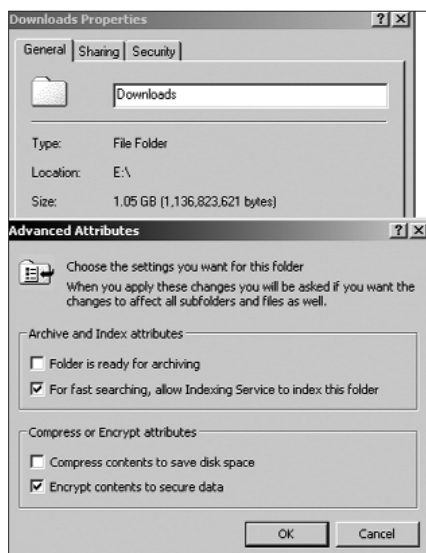 Downloads Properties
General Sharing Security
Downloads
Type: File Folder
Location: E:\
Size: 1.05 GB (1,136,823,621 bytes)
Advanced Attributes
Choose the settings you want for this folder
When you apply these changes you will be asked if you want the
changes to affect all subfolders and files as well.
Archive and Index attributes
Folder is ready for archiving
For fast searching, allow Indexing Service to index this folder
Compress or Encrypt attributes
Compress contents to save disk space
Encrypt contents to secure data
OK Cancel